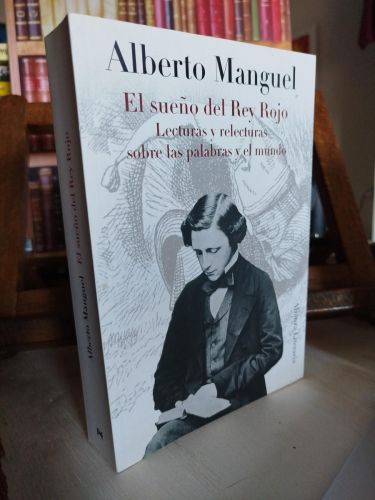 Alberto Manguel
El sueño del Rey Rojo
Lecturas y relecturas
sobre las palabras y el mundo
Alianza Literaria
Alberto Manguel El sueño del Rey Rojo